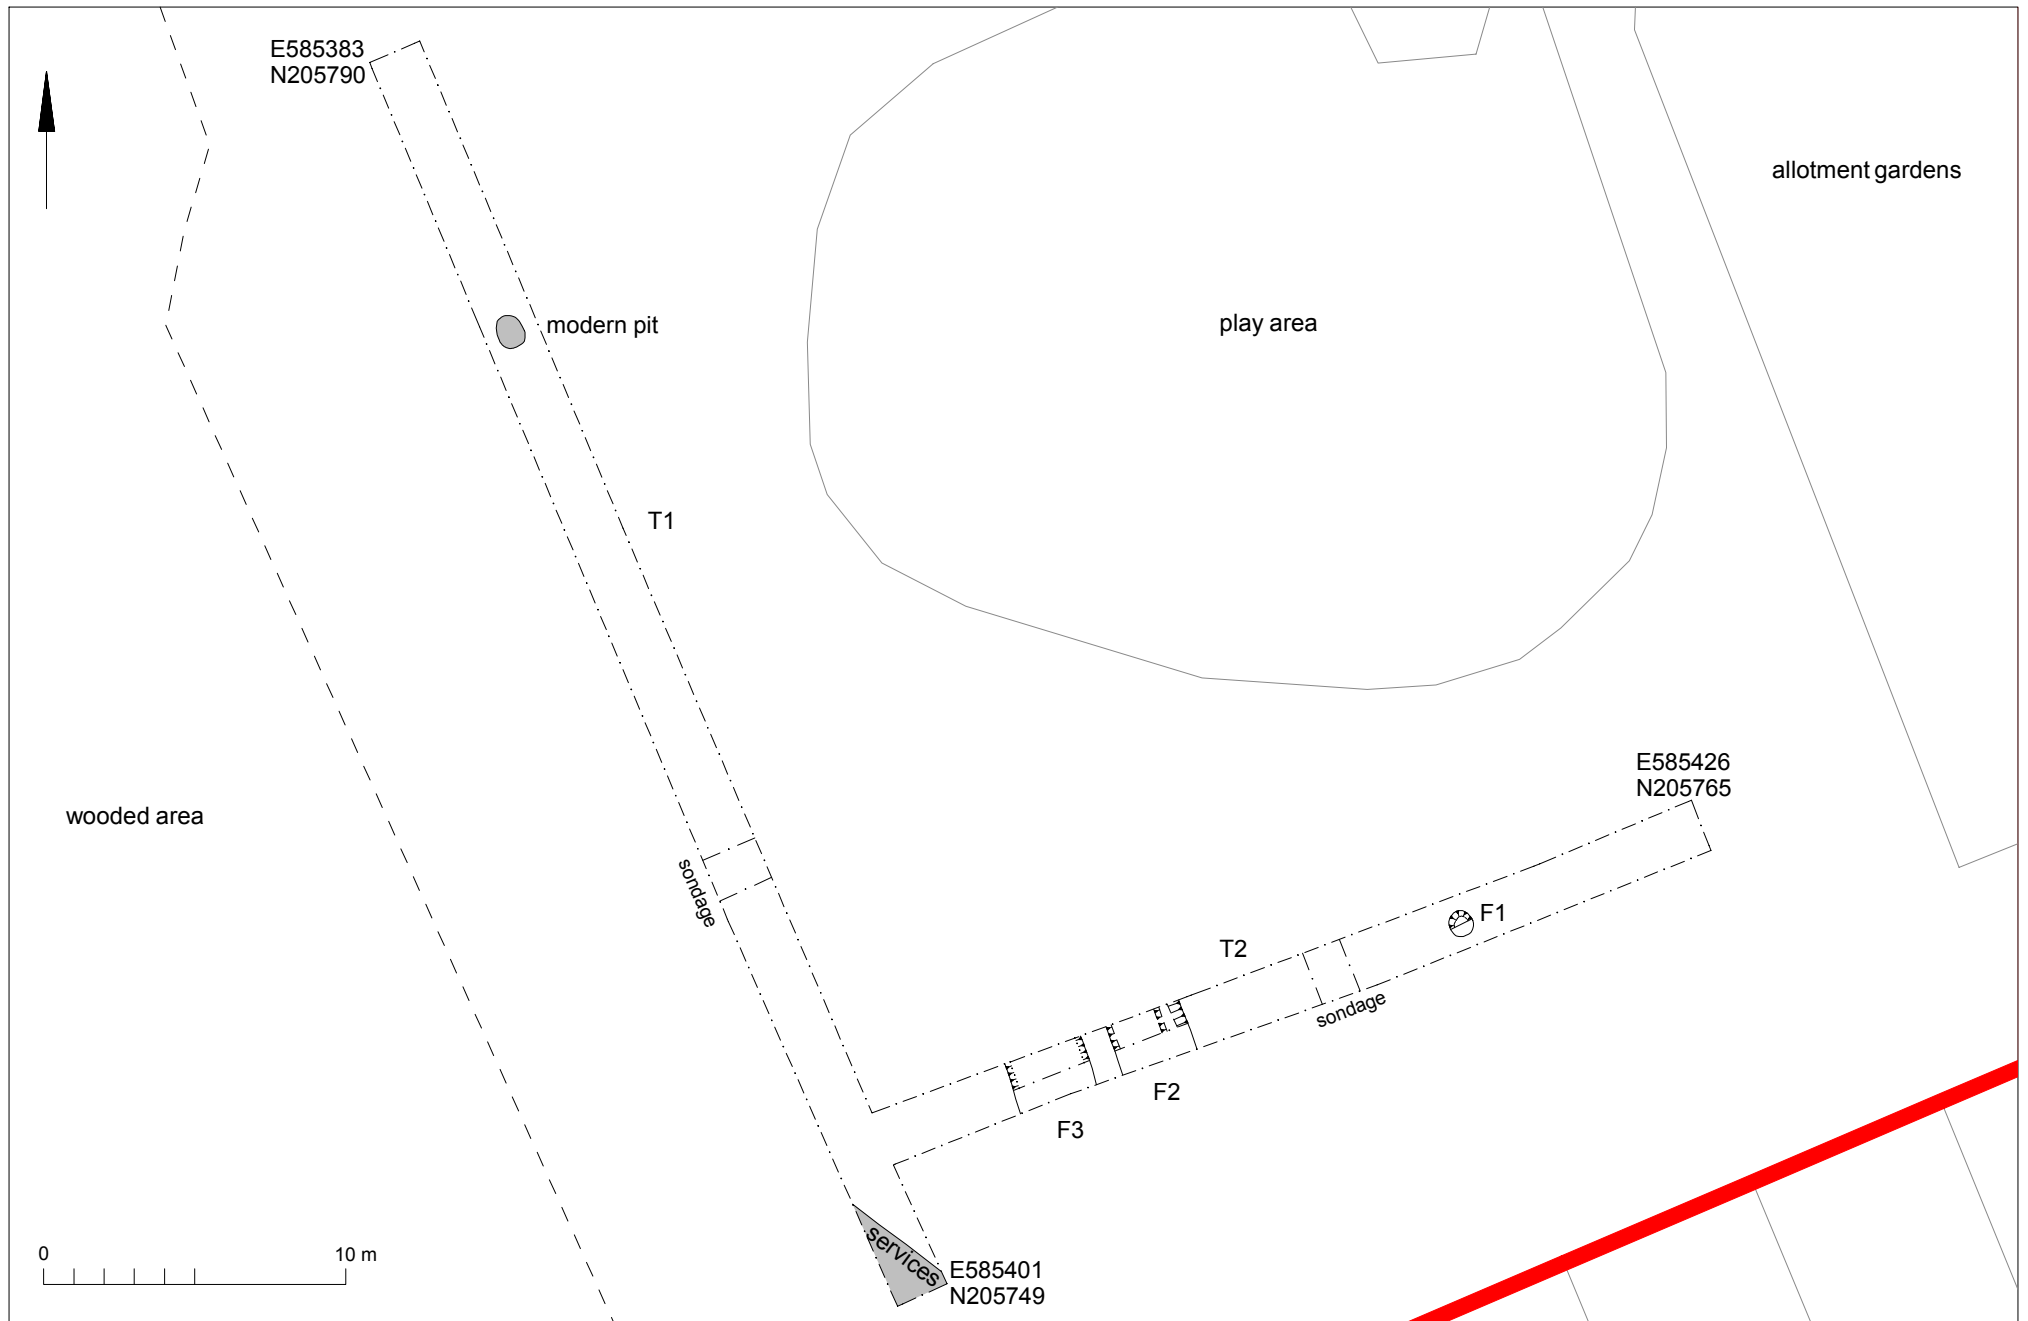 E585383
N205790
allotment gardens
modern pit
play area
T1
E585426
N205765
wooded area
sondage
F1
T2
sondage
F2
F3
services
0
10 m
E585401
N205749